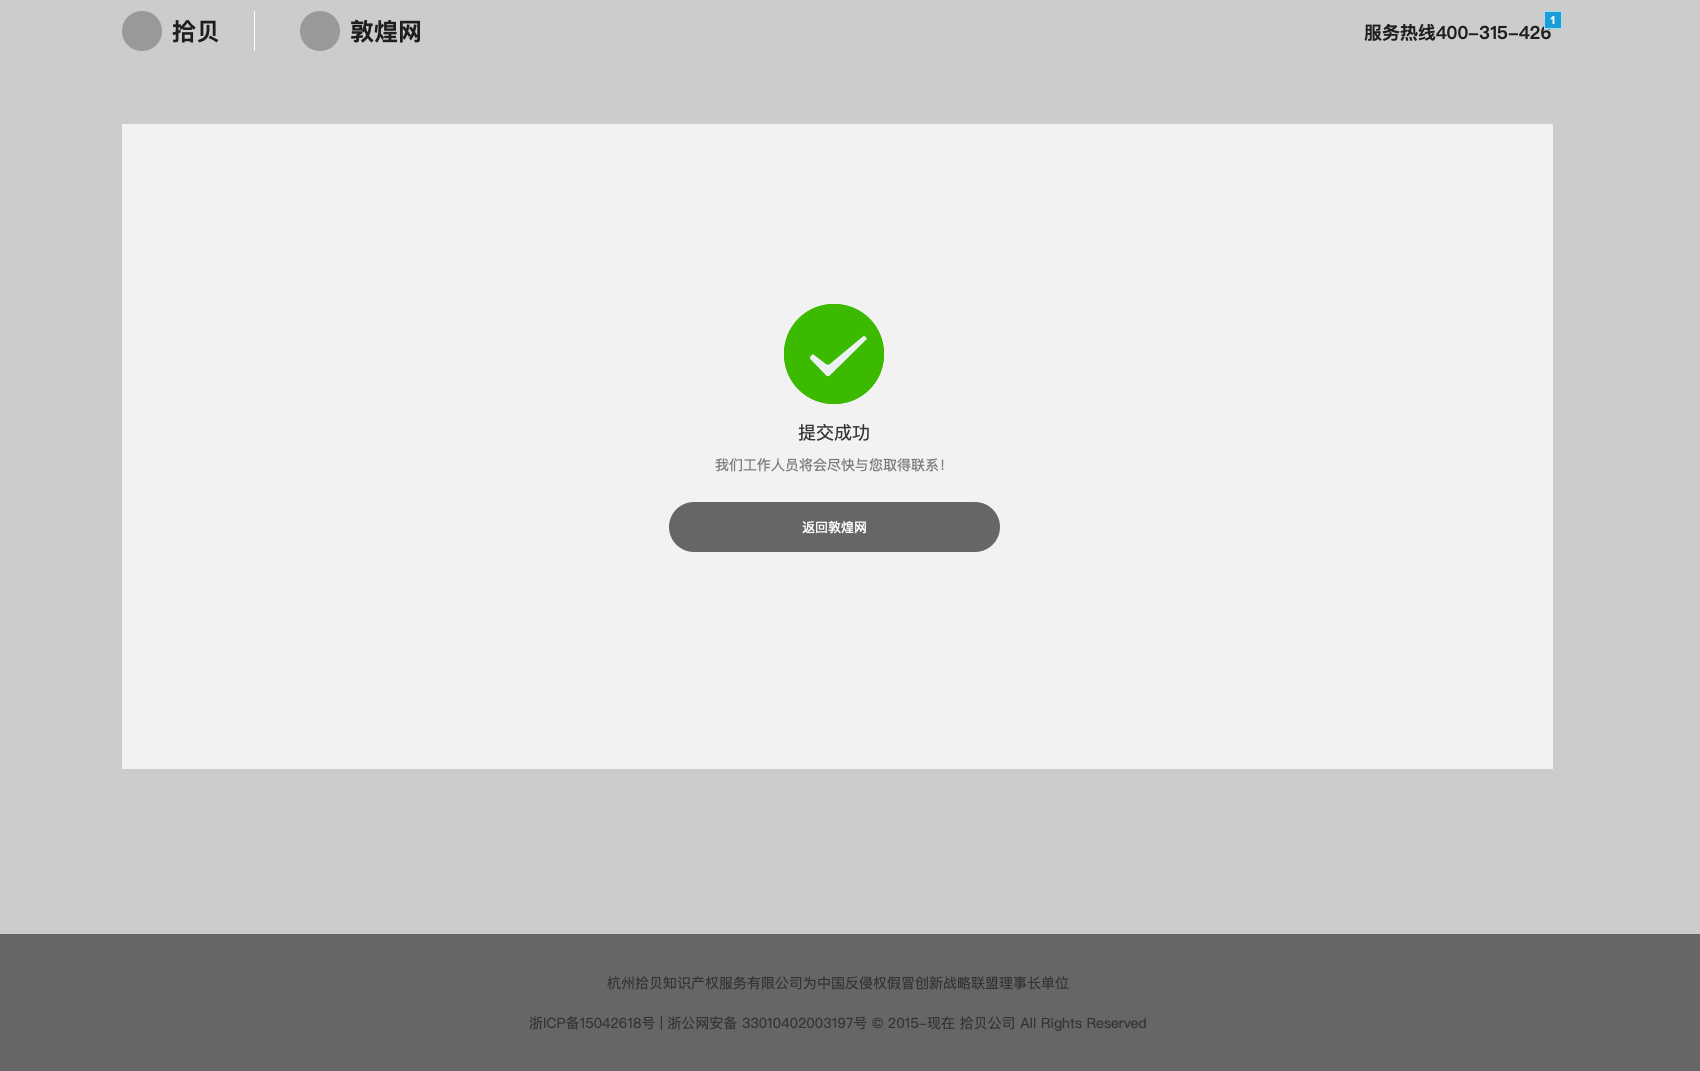 拾贝
敦煌网
服务热线400-315-426
1
提交成功
我们工作人员将会尽快与您取得联系！
返回敦煌网
杭州拾贝知识产权服务有限公司为中国反侵权假冒创新战略联盟理事长单位
浙ICP备15042618号 | 浙公网安备 33010402003197号 © 2015-现在 拾贝公司 All Rights Reserved